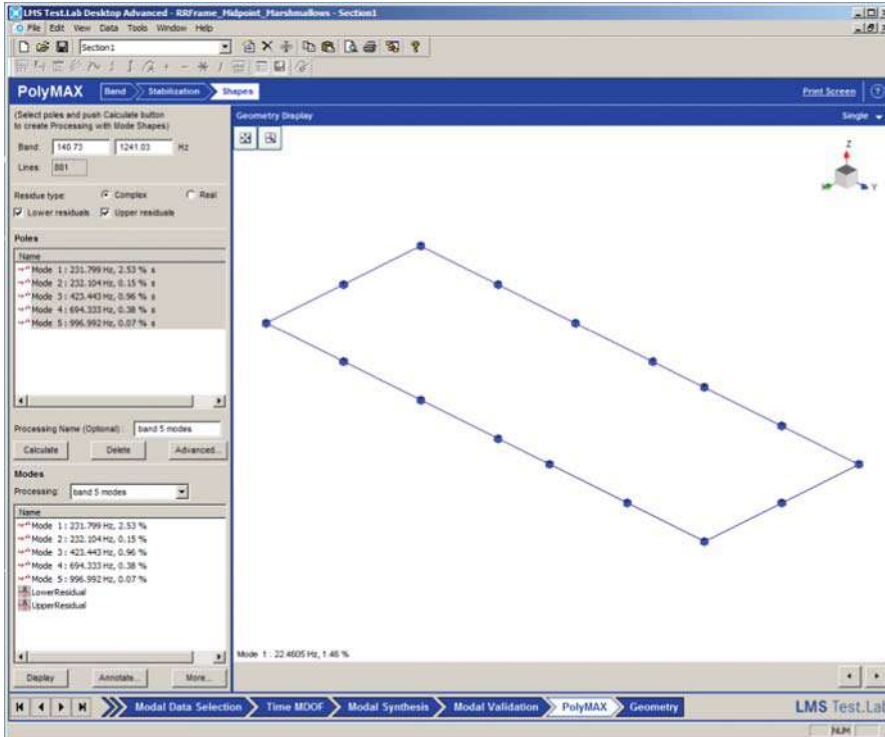 LMS Test.Lab Desktop Advanced - RRFrame_Midpoint_Marshmallows - Section1
File Edit View Data Tools Window Help
Section1
PolyMAX Band Stabilization Shapes Print Screen
(Select poles and push Calculate button
to create Processing with Mode Shapes)
Geometry Display Single
Band: 140.73 1241.03 Hz
Lines: 881
Z
Y
Residue type: Complex Real
Lower residuals Upper residuals
Poles
Name
Mode 1 : 231.799 Hz, 2.53 % s
Mode 2 : 232.104 Hz, 0.15 % s
Mode 3 : 423.443 Hz, 0.96 % s
Mode 4 : 694.333 Hz, 0.38 % s
Mode 5 : 996.992 Hz, 0.07 % s
Processing Name (Optional) : band 5 modes
Calculate Delete Advanced...
Modes
Processing: band 5 modes
Name
Mode 1 : 231.799 Hz, 2.53 %
Mode 2 : 232.104 Hz, 0.15 %
Mode 3 : 423.443 Hz, 0.96 %
Mode 4 : 694.333 Hz, 0.38 %
Mode 5 : 996.992 Hz, 0.07 %
LowerResidual
UpperResidual
Mode 1 : 22.4605 Hz, 1.46 %
Display Annotate... More...
Modal Data Selection Time MDOF Modal Synthesis Modal Validation PolyMAX Geometry LMS Test.Lab
NUM